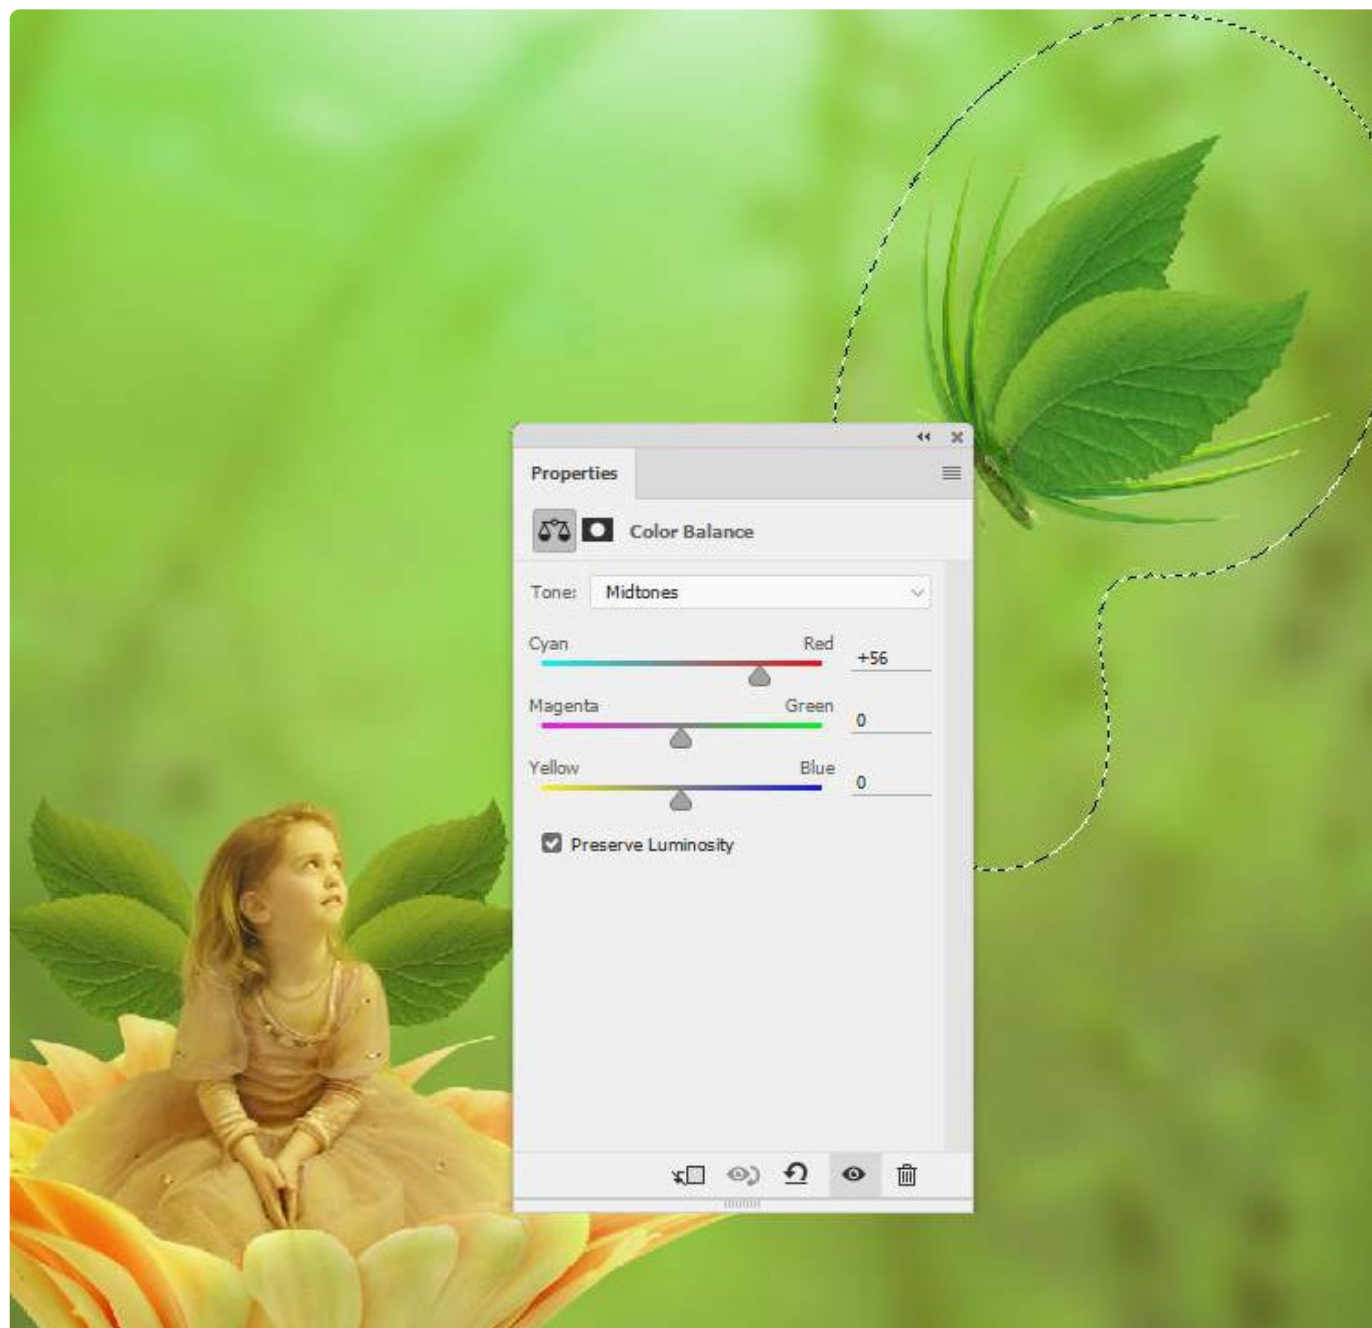 Properties
Color Balance
Tone: Midtones
Cyan Red +56
Magenta Green 0
Yellow Blue 0
Preserve Luminosity